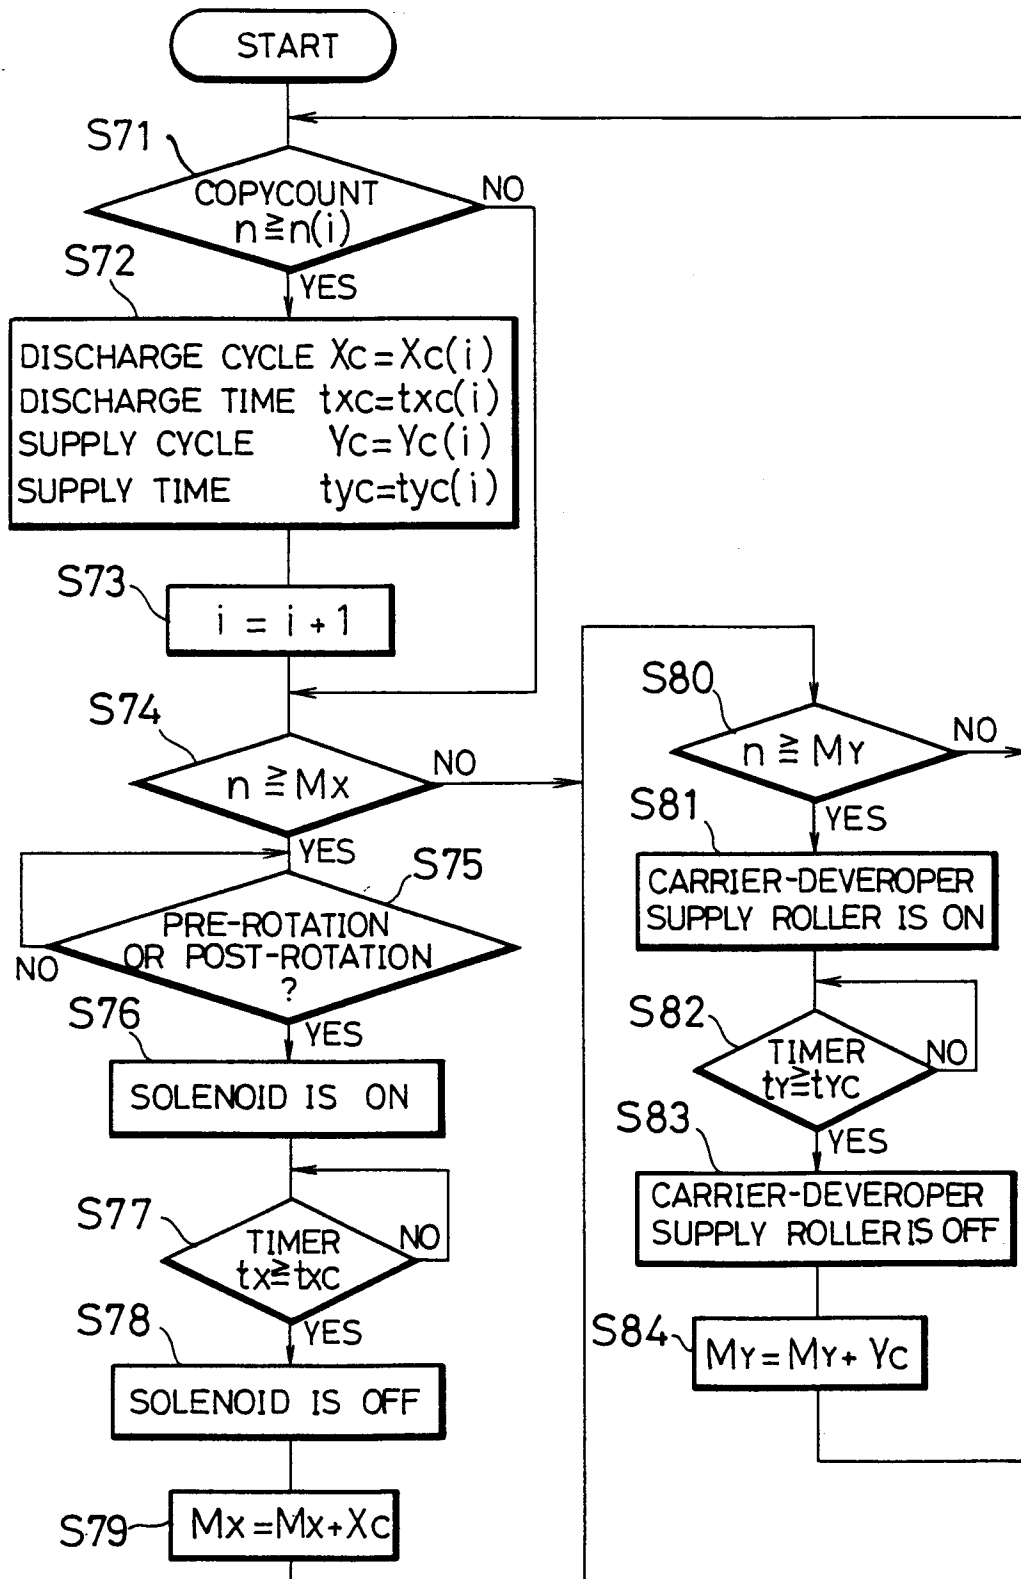 START
S71
COPYCOUNT
n≧n(i)
NO
YES
S72
DISCHARGE CYCLE Xc=Xc(i)
DISCHARGE TIME txc=txc(i)
SUPPLY CYCLE Yc=Yc(i)
SUPPLY TIME tyc=tyc(i)
S73
i = i + 1
S74
n ≧ Mx
NO
YES
S75
PRE-ROTATION
OR POST-ROTATION
?
NO
YES
S76
SOLENOID IS ON
S77
TIMER
tx≧txc
NO
YES
S78
SOLENOID IS OFF
S79
Mx=Mx+Xc
S80
n ≧ MY
NO
YES
S81
CARRIER-DEVEROPER
SUPPLY ROLLER IS ON
S82
TIMER
tY≧tYC
NO
YES
S83
CARRIER-DEVEROPER
SUPPLY ROLLER IS OFF
S84
MY=MY+Yc